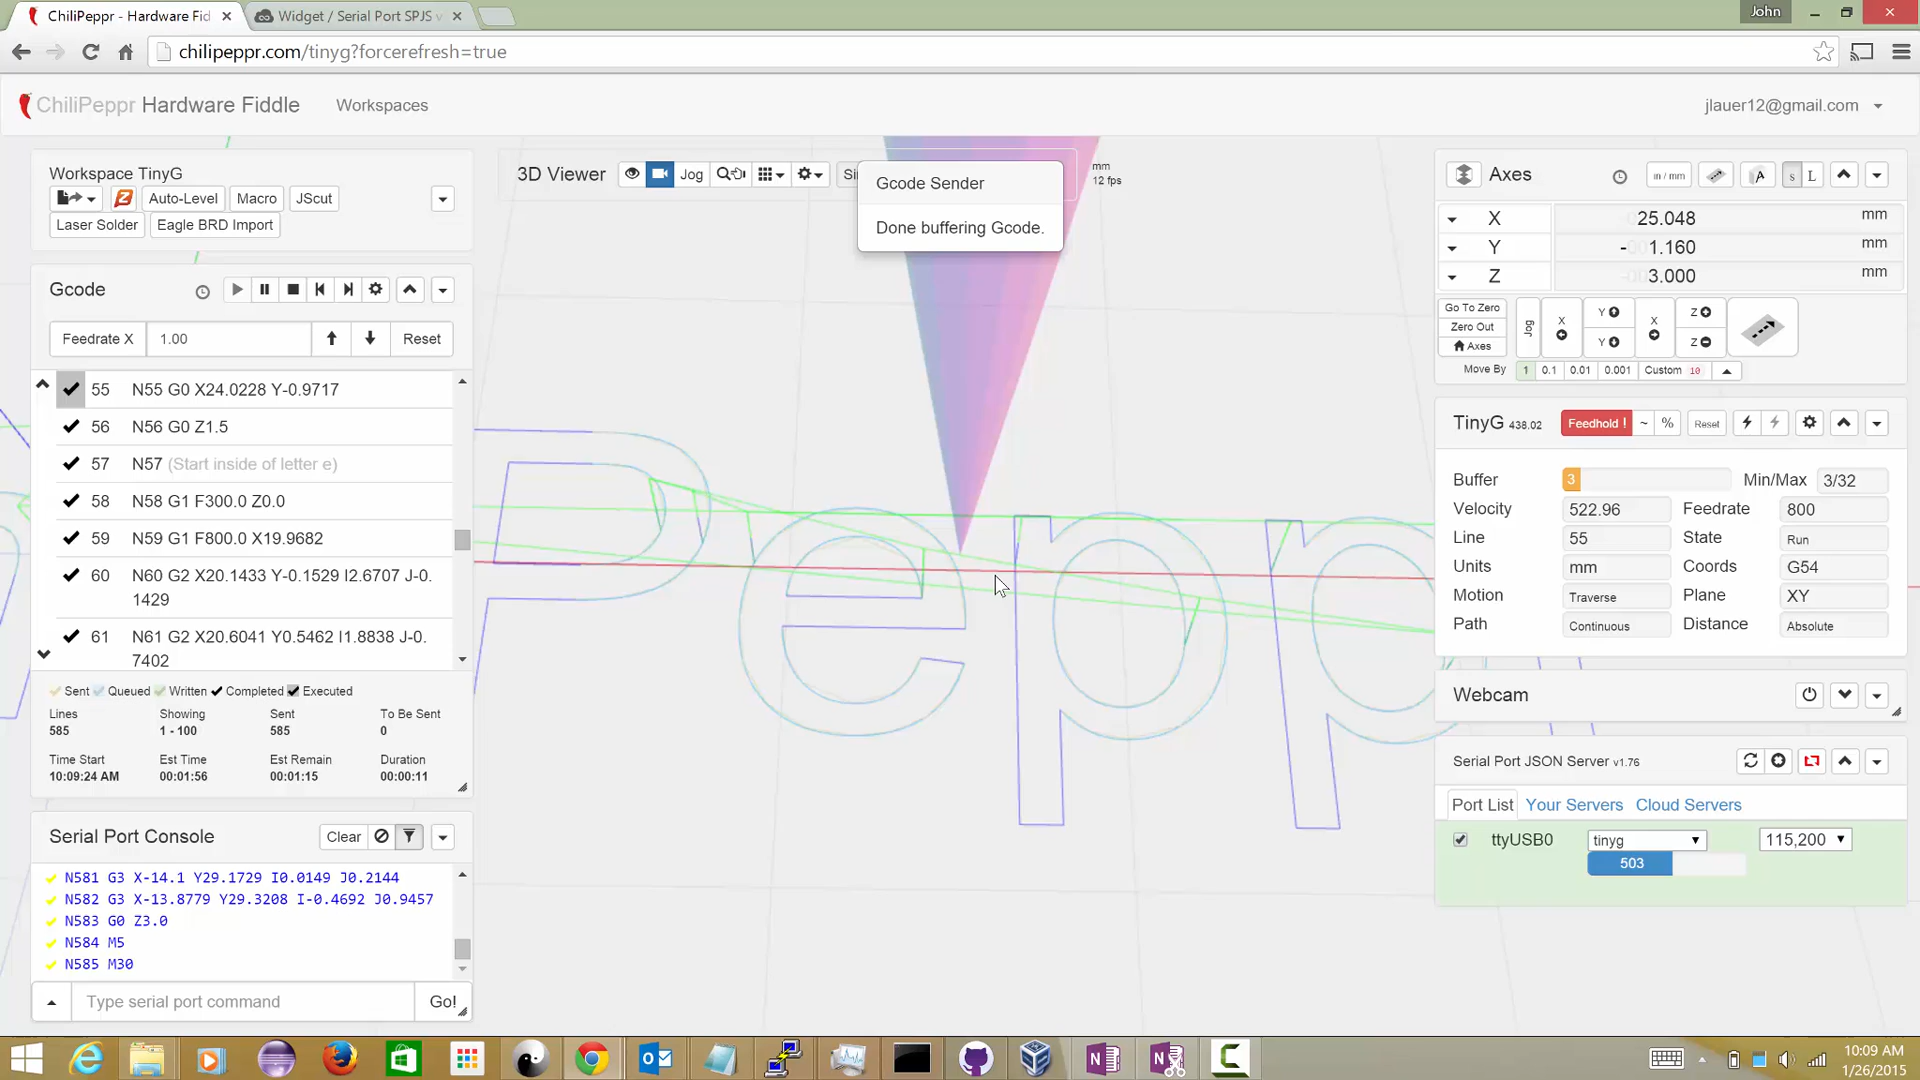 ChiliPeppr - Hardware Fid
Widget / Serial Port SPJS v
John
chilipeppr.com/tinyg?forcerefresh=true
ChiliPeppr Hardware Fiddle
Workspaces
jlauer12@gmail.com
Workspace TinyG
Auto-Level
Macro
JScut
Laser Solder
Eagle BRD Import
3D Viewer
Jog
Sin
mm
12 fps
Gcode Sender
Done buffering Gcode.
Gcode
Feedrate X
1.00
Reset
55 N55 G0 X24.0228 Y-0.9717
56 N56 G0 Z1.5
57 N57 (Start inside of letter e)
58 N58 G1 F300.0 Z0.0
59 N59 G1 F800.0 X19.9682
60 N60 G2 X20.1433 Y-0.1529 I2.6707 J-0.
1429
61 N61 G2 X20.6041 Y0.5462 I1.8838 J-0.
7402
Sent Queued Written Completed Executed
Lines Showing Sent To Be Sent
585 1 - 100 585 0
Time Start Est Time Est Remain Duration
10:09:24 AM 00:01:56 00:01:15 00:00:11
Serial Port Console
Clear
N581 G3 X-14.1 Y29.1729 I0.0149 J0.2144
N582 G3 X-13.8779 Y29.3208 I-0.4692 J0.9457
N583 G0 Z3.0
N584 M5
N585 M30
Type serial port command
Go!
Axes
in / mm
A
s L
X 25.048 mm
Y -001.160 mm
Z 3.000 mm
Go To Zero
Zero Out
Axes
Jog
X
Y
Y
X
Z
Z
Move By 1 0.1 0.01 0.001 Custom 10
TinyG 438.02
Feedhold !
~
%
Reset
Buffer 3 Min/Max 3/32
Velocity 522.96 Feedrate 800
Line 55 State Run
Units mm Coords G54
Motion Traverse Plane XY
Path Continuous Distance Absolute
Webcam
Serial Port JSON Server v1.76
Port List Your Servers Cloud Servers
ttyUSB0 tinyg 115,200
503
10:09 AM
1/26/2015